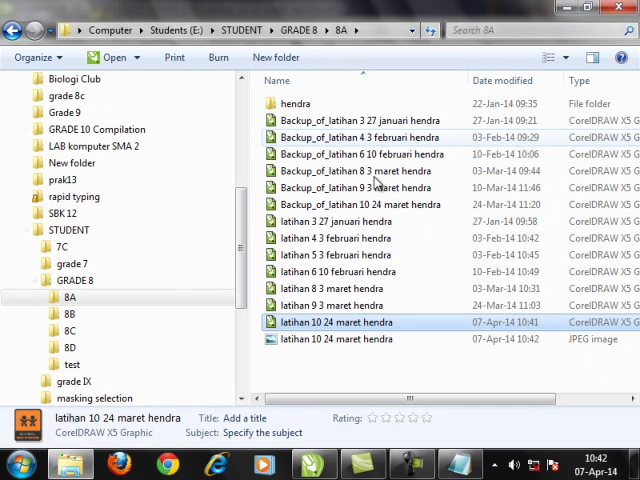 Computer Students (E:) STUDENT GRADE 8 8A Search 8A
Organize Open Print Burn New folder
Biologi Club
grade 8c
Grade 9
GRADE 10 Compilation
LAB komputer SMA 2
New folder
prak13
rapid typing
SBK 12
STUDENT
7C
grade 7
GRADE 8
8A
8B
8C
8D
test
grade IX
masking selection
Name Date modified Type
hendra 22-Jan-14 09:35 File folder
Backup_of_latihan 3 27 januari hendra 27-Jan-14 09:21 CorelDRAW X5 G
Backup_of_latihan 4 3 februari hendra 03-Feb-14 09:29 CorelDRAW X5 G
Backup_of_latihan 6 10 februari hendra 10-Feb-14 10:06 CorelDRAW X5 G
Backup_of_latihan 8 3 maret hendra 03-Mar-14 09:44 CorelDRAW X5 G
Backup_of_latihan 9 3 maret hendra 10-Mar-14 11:46 CorelDRAW X5 G
Backup_of_latihan 10 24 maret hendra 24-Mar-14 11:20 CorelDRAW X5 G
latihan 3 27 januari hendra 27-Jan-14 09:58 CorelDRAW X5 G
latihan 4 3 februari hendra 03-Feb-14 10:42 CorelDRAW X5 G
latihan 5 3 februari hendra 03-Feb-14 10:54 CorelDRAW X5 G
latihan 6 10 februari hendra 10-Feb-14 10:49 CorelDRAW X5 G
latihan 8 3 maret hendra 03-Mar-14 10:31 CorelDRAW X5 G
latihan 9 3 maret hendra 24-Mar-14 11:03 CorelDRAW X5 G
latihan 10 24 maret hendra 07-Apr-14 10:41 CorelDRAW X5 G
latihan 10 24 maret hendra 07-Apr-14 10:42 JPEG image
latihan 10 24 maret hendra Title: Add a title Rating:
CorelDRAW X5 Graphic Subject: Specify the subject
10:42
07-Apr-14